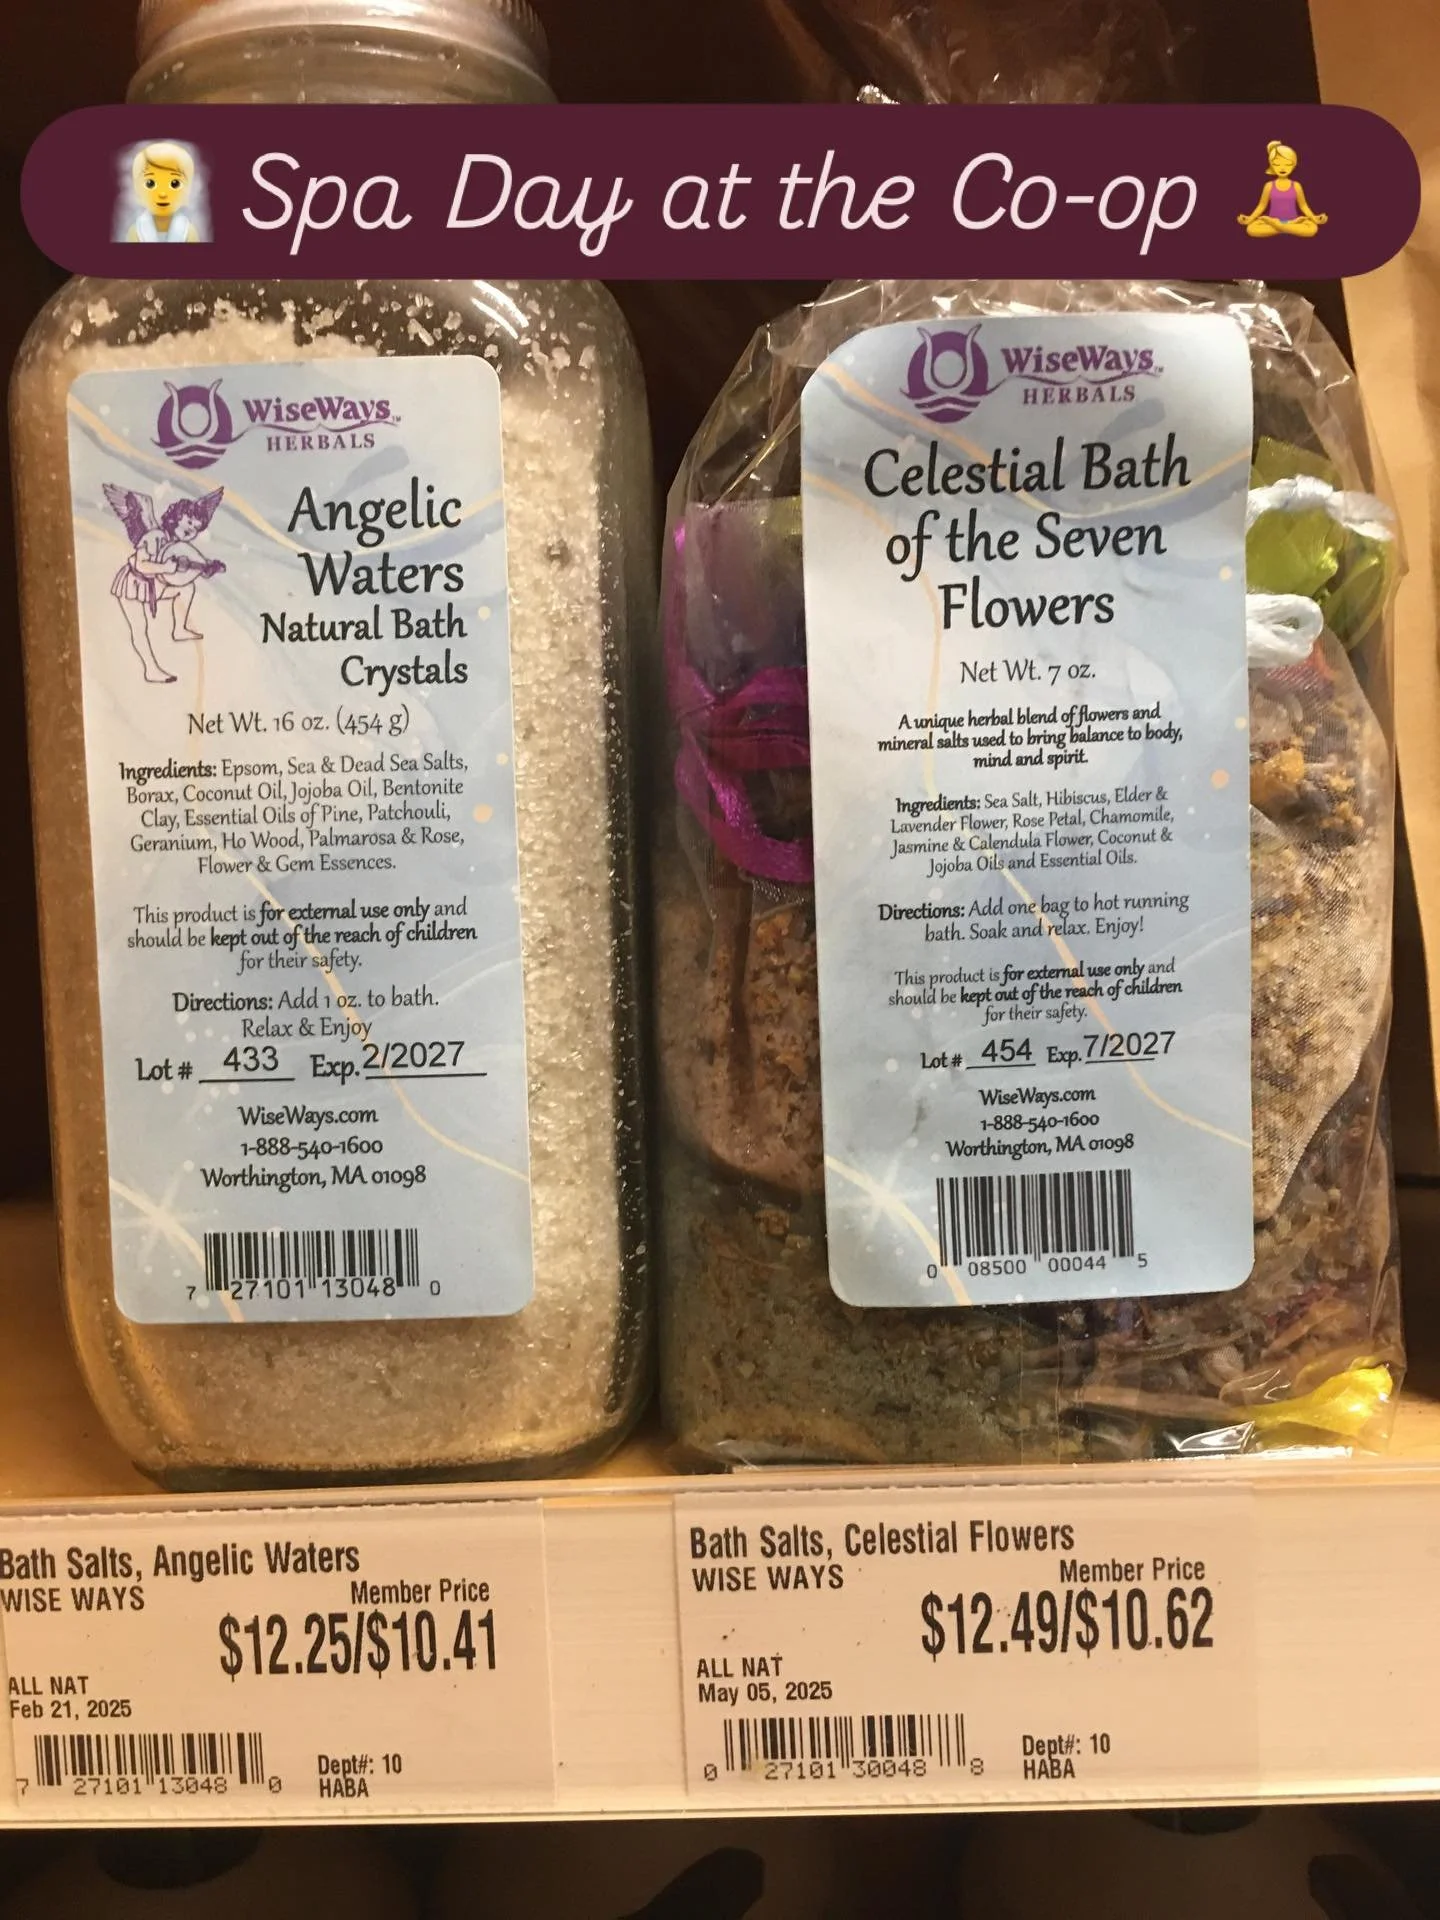 Spa Day at the Co-op
WiseWays™
HERBALS
Angelic
Waters
Natural Bath
Crystals
Net Wt. 16 oz. (454 g)
Ingredients: Epsom, Sea & Dead Sea Salts,
Borax, Coconut Oil, Jojoba Oil, Bentonite
Clay, Essential Oils of Pine, Patchouli,
Geranium, Ho Wood, Palmarosa & Rose,
Flower & Gem Essences.
This product is for external use only and
should be kept out of the reach of children
for their safety.
Directions: Add 1 oz. to bath.
Relax & Enjoy
Lot # 433 Exp. 2/2027
WiseWays.com
1-888-540-1600
Worthington, MA 01098
7 27101 13048 0
WiseWays™
HERBALS
Celestial Bath
of the Seven
Flowers
Net Wt. 7 oz.
A unique herbal blend of flowers and
mineral salts used to bring balance to body,
mind and spirit.
Ingredients: Sea Salt, Hibiscus, Elder &
Lavender Flower, Rose Petal, Chamomile,
Jasmine & Calendula Flower, Coconut &
Jojoba Oils and Essential Oils.
Directions: Add one bag to hot running
bath. Soak and relax. Enjoy!
This product is for external use only and
should be kept out of the reach of children
for their safety.
Lot # 454 Exp. 7/2027
WiseWays.com
1-888-540-1600
Worthington, MA 01098
0 08500 00044 5
Bath Salts, Angelic Waters
WISE WAYS
Member Price
$12.25/$10.41
ALL NAT
Feb 21, 2025
Dept#: 10
HABA
7 27101 13048 0
Bath Salts, Celestial Flowers
WISE WAYS
Member Price
$12.49/$10.62
ALL NAT
May 05, 2025
Dept#: 10
HABA
0 27101 30048 8